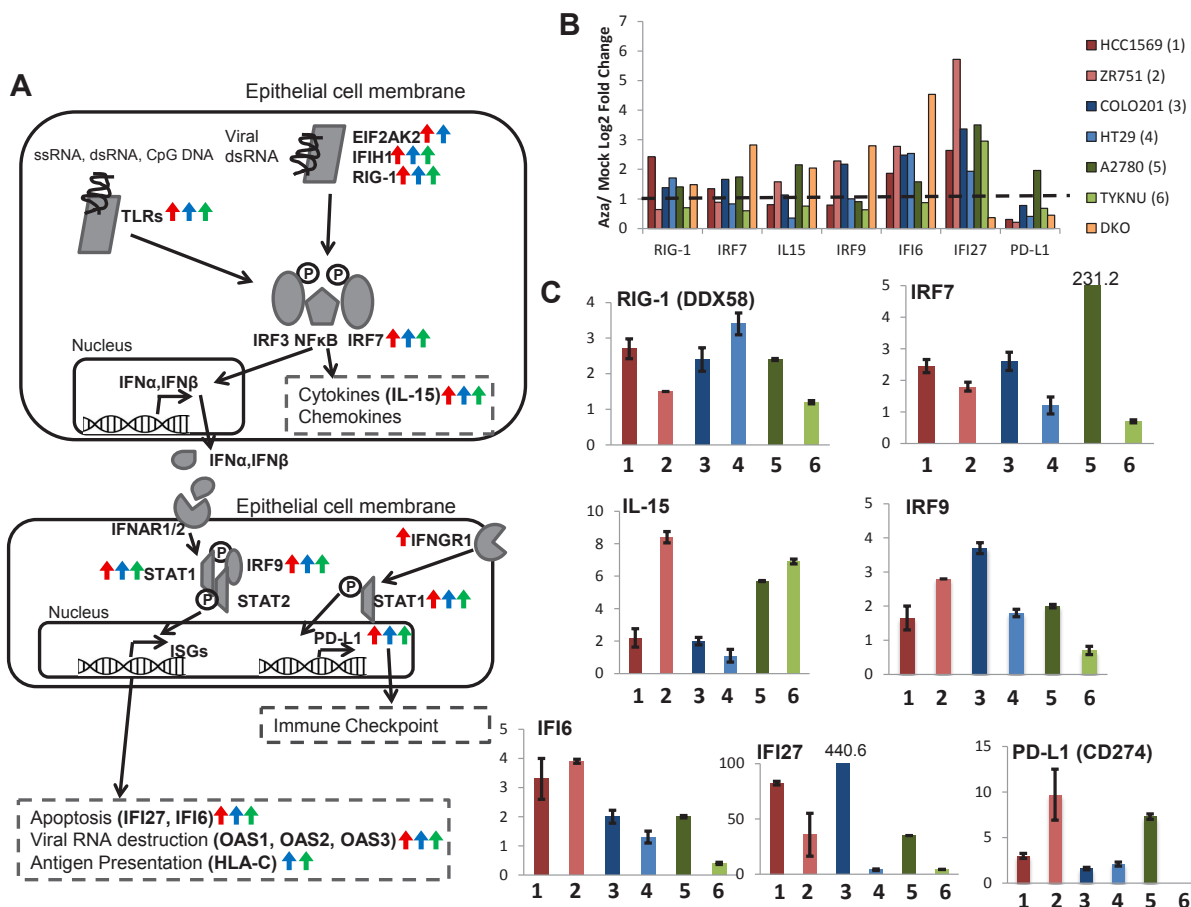 A
Epithelial cell membrane
ssRNA, dsRNA, CpG DNA
Viral
dsRNA
EIF2AK2
IFIH1
RIG-1
TLRs
P P
IRF3 NFκB IRF7
Nucleus
IFNα,IFNβ
Cytokines (IL-15)
Chemokines
IFNα,IFNβ
Epithelial cell membrane
IFNAR1/2
IFNGR1
P
STAT1
IRF9
P
STAT2
P
STAT1
Nucleus
ISGs
PD-L1
Immune Checkpoint
Apoptosis (IFI27, IFI6)
Viral RNA destruction (OAS1, OAS2, OAS3)
Antigen Presentation (HLA-C)
B
Aza/ Mock Log2 Fold Change
7
6
5
4
3
2
1
0
RIG-1 IRF7 IL15 IRF9 IFI6 IFI27 PD-L1
HCC1569 (1)
ZR751 (2)
COLO201 (3)
HT29 (4)
A2780 (5)
TYKNU (6)
DKO
C
RIG-1 (DDX58)
4
3
2
1
0
1 2 3 4 5 6
IRF7
231.2
5
4
3
2
1
0
1 2 3 4 5 6
IL-15
10
8
6
4
2
0
1 2 3 4 5 6
IRF9
5
4
3
2
1
0
1 2 3 4 5 6
IFI6
5
4
3
2
1
0
1 2 3 4 5 6
IFI27
440.6
100
50
0
1 2 3 4 5 6
PD-L1 (CD274)
15
10
5
0
1 2 3 4 5 6